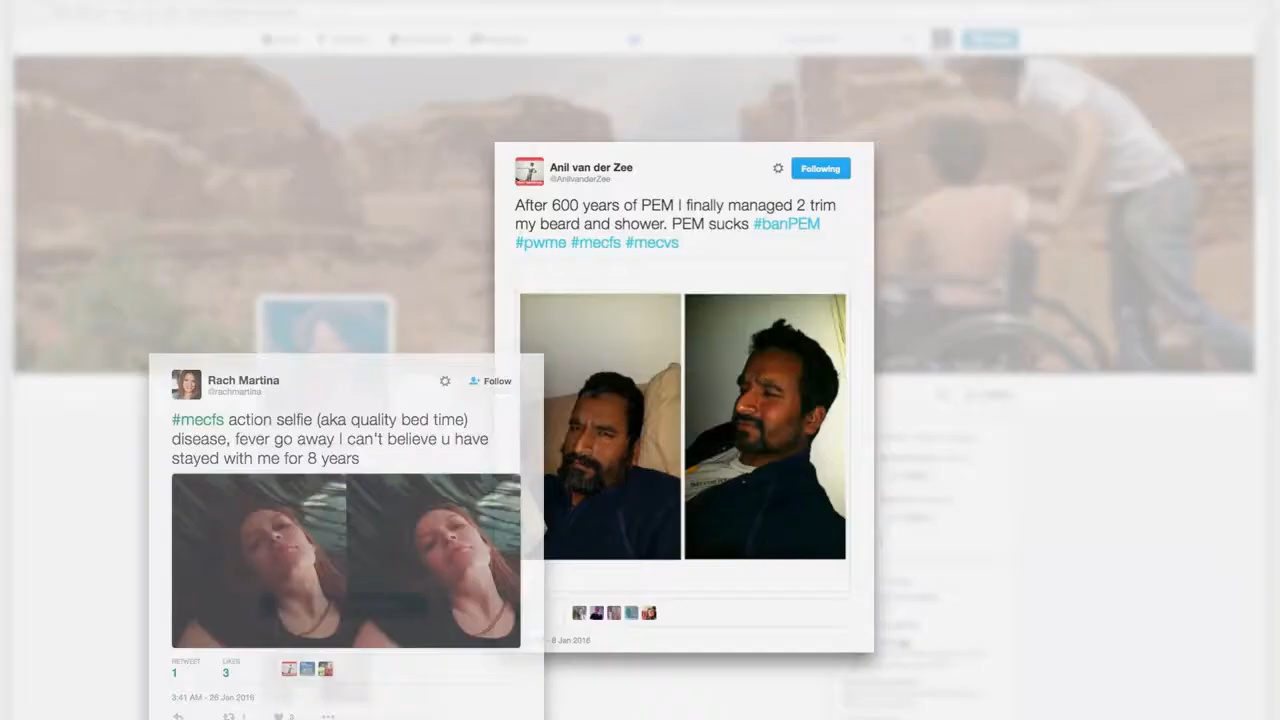 Anil van der Zee
@AnilvanderZee
Following
After 600 years of PEM I finally managed 2 trim
my beard and shower. PEM sucks #banPEM
#pwme #mecfs #mecvs
- 8 Jan 2016
Rach Martina
@rachmartina
Follow
#mecfs action selfie (aka quality bed time)
disease, fever go away I can't believe u have
stayed with me for 8 years
RETWEET LIKES
1 3
3:41 AM - 26 Jan 2016